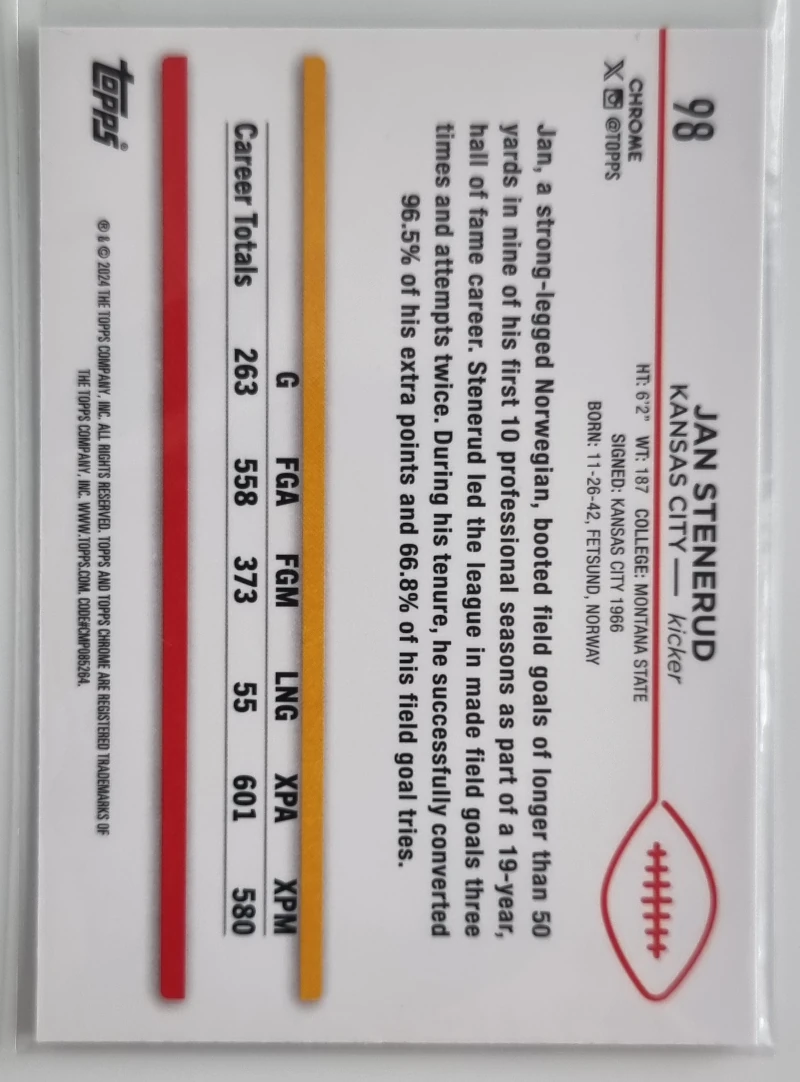 98
JAN STENERUD
KANSAS CITY — kicker
CHROME
X @TOPPS
HT: 6'2" WT: 187 COLLEGE: MONTANA STATE
SIGNED: KANSAS CITY 1966
BORN: 11-26-42, FETSUND, NORWAY
Jan, a strong-legged Norwegian, booted field goals of longer than 50
yards in nine of his first 10 professional seasons as part of a 19-year,
hall of fame career. Stenerud led the league in made field goals three
times and attempts twice. During his tenure, he successfully converted
96.5% of his extra points and 66.8% of his field goal tries.
G FGA FGM LNG XPA XPM
Career Totals 263 558 373 55 601 580
topps
® & © 2024 THE TOPPS COMPANY, INC. ALL RIGHTS RESERVED. TOPPS AND TOPPS CHROME ARE REGISTERED TRADEMARKS OF
THE TOPPS COMPANY, INC. WWW.TOPPS.COM. CODE#CMP085264.